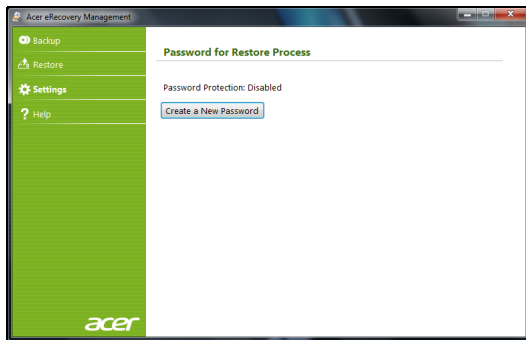 Acer eRecovery Management
Backup
Restore
Settings
? Help
Password for Restore Process
Password Protection: Disabled
Create a New Password
acer